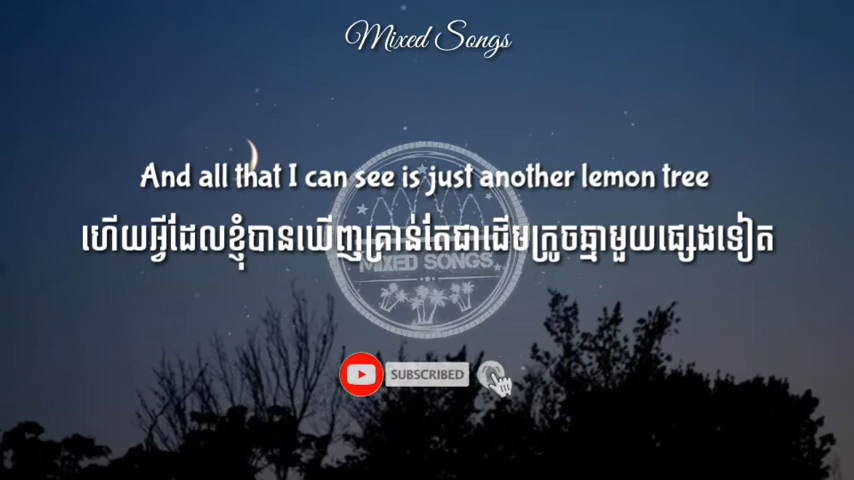 Mixed Songs
And all that I can see is just another lemon tree
ហើយអ្វីដែលខ្ញុំបានឃើញគ្រាន់តែជាដើមក្រូចឆ្មាមួយផ្សេងទៀត
MIXED SONGS
SUBSCRIBED